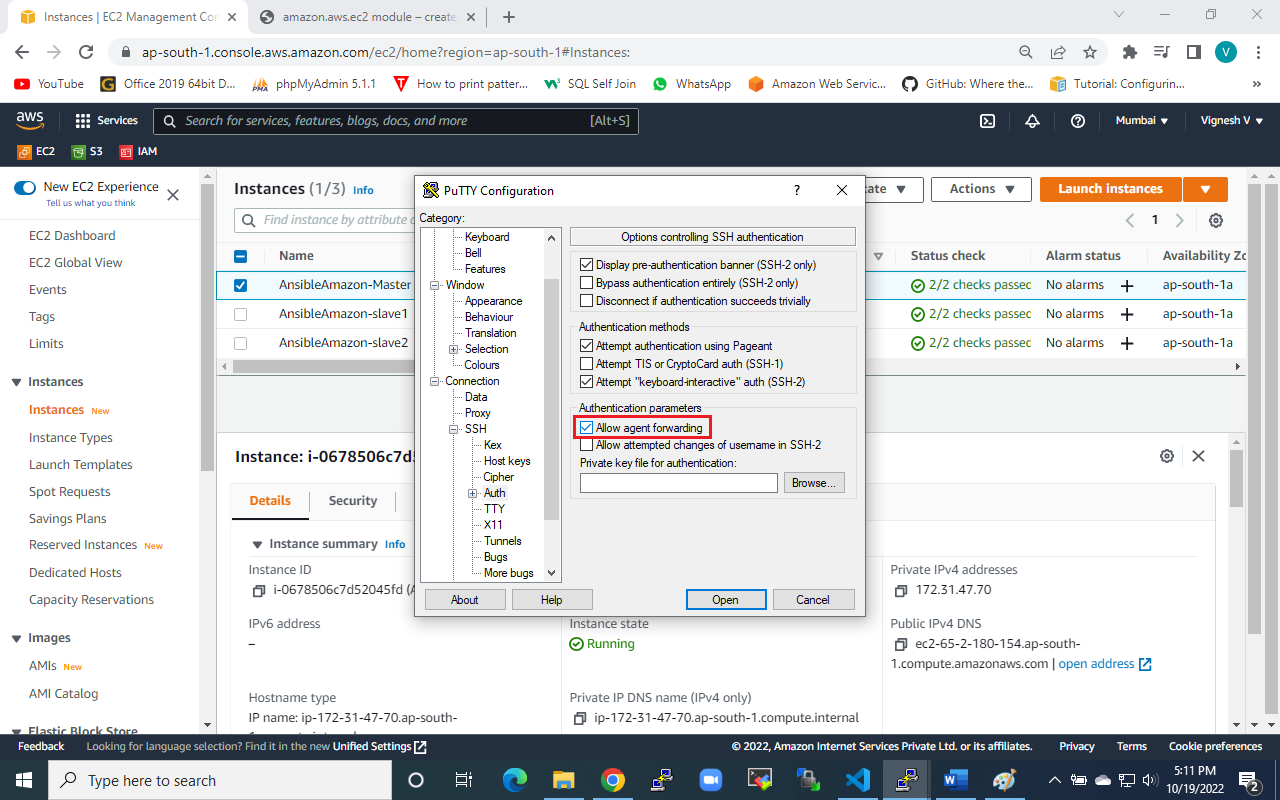 Instances | EC2 Management Con
amazon.aws.ec2 module – create
ap-south-1.console.aws.amazon.com/ec2/home?region=ap-south-1#Instances:
V
YouTube
Office 2019 64bit D...
phpMyAdmin 5.1.1
How to print patter...
SQL Self Join
WhatsApp
Amazon Web Servic...
GitHub: Where the...
Tutorial: Configurin...
»
aws
Services
Search for services, features, blogs, docs, and more
[Alt+S]
Mumbai
Vignesh V
EC2
S3
IAM
New EC2 Experience
Tell us what you think
EC2 Dashboard
EC2 Global View
Events
Tags
Limits
Instances
Instances New
Instance Types
Launch Templates
Spot Requests
Savings Plans
Reserved Instances New
Dedicated Hosts
Capacity Reservations
Images
AMIs New
AMI Catalog
Elastic Block Store
Instances (1/3) Info
Actions
Launch instances
Find instance by attribute o
1
Name
Status check
Alarm status
Availability Zo
AnsibleAmazon-Master
2/2 checks passed
No alarms
ap-south-1a
AnsibleAmazon-slave1
2/2 checks passed
No alarms
ap-south-1a
AnsibleAmazon-slave2
2/2 checks passed
No alarms
ap-south-1a
PuTTY Configuration
?
Category:
Keyboard
Bell
Features
Window
Appearance
Behaviour
Translation
Selection
Colours
Connection
Data
Proxy
SSH
Kex
Host keys
Cipher
Auth
TTY
X11
Tunnels
Bugs
More bugs
Options controlling SSH authentication
Display pre-authentication banner (SSH-2 only)
Bypass authentication entirely (SSH-2 only)
Disconnect if authentication succeeds trivially
Authentication methods
Attempt authentication using Pageant
Attempt TIS or CryptoCard auth (SSH-1)
Attempt "keyboard-interactive" auth (SSH-2)
Authentication parameters
Allow agent forwarding
Allow attempted changes of username in SSH-2
Private key file for authentication:
Browse...
About
Help
Open
Cancel
Instance: i-0678506c7d5
Details
Security
Instance summary Info
Instance ID
i-0678506c7d52045fd (A
Private IPv4 addresses
172.31.47.70
IPv6 address
–
Instance state
Running
Public IPv4 DNS
ec2-65-2-180-154.ap-south-
1.compute.amazonaws.com | open address
Hostname type
IP name: ip-172-31-47-70.ap-south-
Private IP DNS name (IPv4 only)
ip-172-31-47-70.ap-south-1.compute.internal
Feedback
Looking for language selection? Find it in the new Unified Settings
© 2022, Amazon Internet Services Private Ltd. or its affiliates.
Privacy
Terms
Cookie preferences
Type here to search
5:11 PM
10/19/2022
2